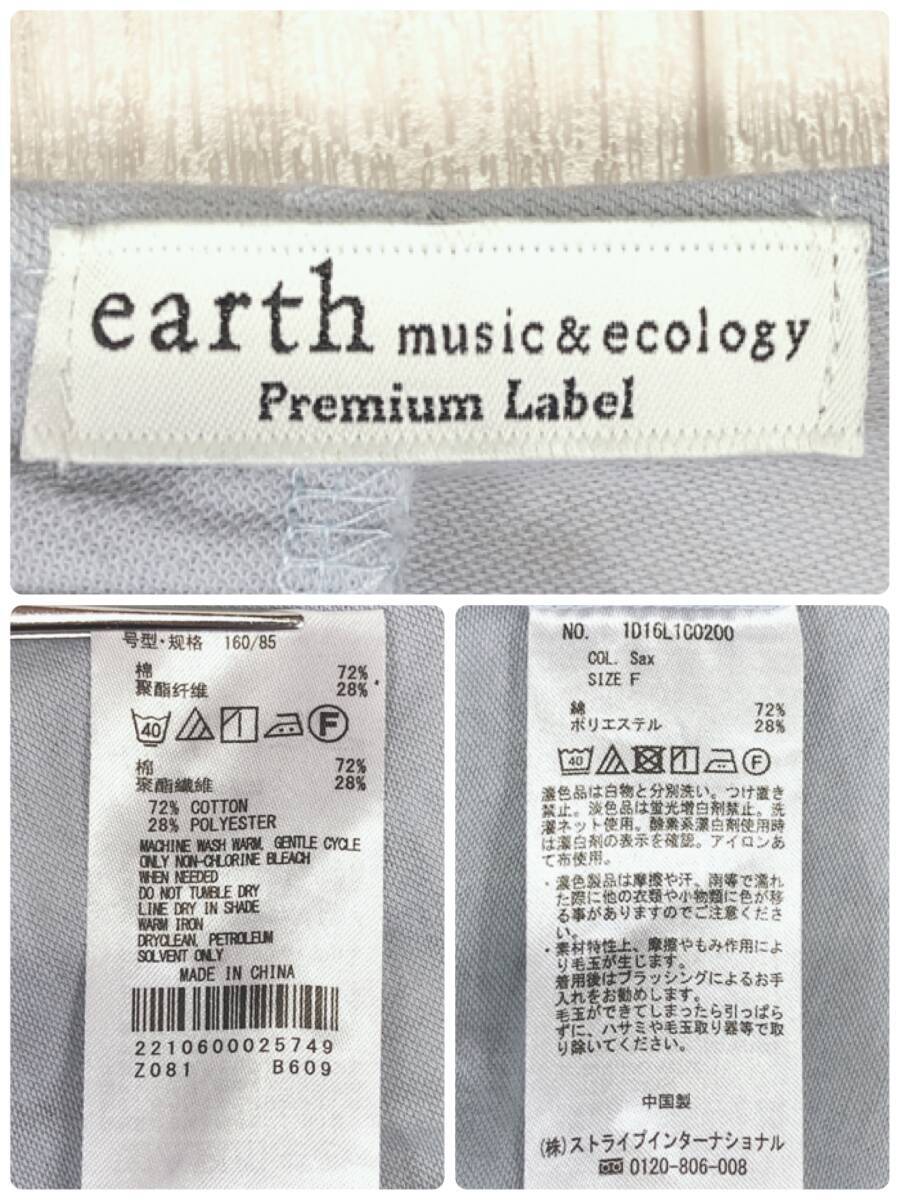 earth music & ecology
Premium Label
号型·规格 160/85
棉 72%
聚酯纤维 28%
40 F
棉 72%
聚酯纖維 28%
72% COTTON
28% POLYESTER
MACHINE WASH WARM, GENTLE CYCLE
ONLY NON-CHLORINE BLEACH
WHEN NEEDED
DO NOT TUMBLE DRY
LINE DRY IN SHADE
WARM IRON
DRYCLEAN, PETROLEUM
SOLVENT ONLY
MADE IN CHINA
2210600025749
Z081 B609
NO. 1D16L1C0200
COL. Sax
SIZE F
綿 72%
ポリエステル 28%
40 F
濃色品は白物と分別洗い。つけ置き
禁止。淡色品は蛍光増白剤禁止。洗
濯ネット使用。酸素系漂白剤使用時
は漂白剤の表示を確認。アイロンあ
て布使用。
・濃色製品は摩擦や汗、雨等で濡れ
た際に他の衣類や小物類に色が移
る事がありますのでご注意くださ
い。
・素材特性上、摩擦やもみ作用によ
り毛玉が生じます。
着用後はブラッシングによるお手
入れをお勧めします。
毛玉ができてしまったら引っぱら
ずに、ハサミや毛玉取り器等で取
り除いてください。
中国製
(株)ストライプインターナショナル
0120-806-008